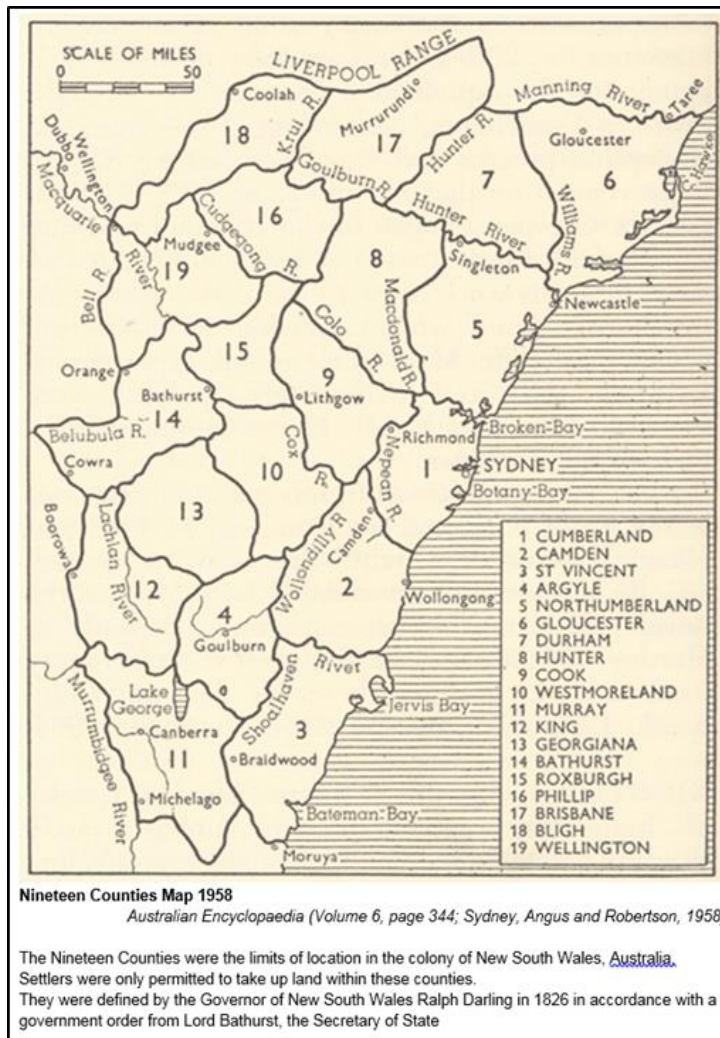 SCALE OF MILES
0 50
LIVERPOOL RANGE
Coolah
Krui R.
18
Murrurundi
17
Manning River
Taree
Gloucester
6
C. Hawke
Hunter R.
7
Dubbo
Wellington
Macquarie
River
Goulburn R.
Hunter River
Williams R.
16
Cudgegong R.
Mudgee
19
8
Singleton
Newcastle
Bell R.
Macdonald R.
5
Colo R.
15
9
Orange
Bathurst
Lithgow
14
Belubula R.
Cowra
Richmond
Broken Bay
Cox R.
10
Nepean R.
1
SYDNEY
Botany Bay
13
Boorowa
Lachlan River
12
Wollondilly R
Camden
2
Wollongong
4
Goulburn
Lake George
Shoalhaven River
Jervis Bay
3
Canberra
11
Braidwood
Murrumbidgee River
Michelago
Bateman Bay
Moruya
1 CUMBERLAND
2 CAMDEN
3 ST VINCENT
4 ARGYLE
5 NORTHUMBERLAND
6 GLOUCESTER
7 DURHAM
8 HUNTER
9 COOK
10 WESTMORELAND
11 MURRAY
12 KING
13 GEORGIANA
14 BATHURST
15 ROXBURGH
16 PHILLIP
17 BRISBANE
18 BLIGH
19 WELLINGTON
Nineteen Counties Map 1958
Australian Encyclopaedia (Volume 6, page 344; Sydney, Angus and Robertson, 1958)
The Nineteen Counties were the limits of location in the colony of New South Wales, Australia.
Settlers were only permitted to take up land within these counties.
They were defined by the Governor of New South Wales Ralph Darling in 1826 in accordance with a
government order from Lord Bathurst, the Secretary of State